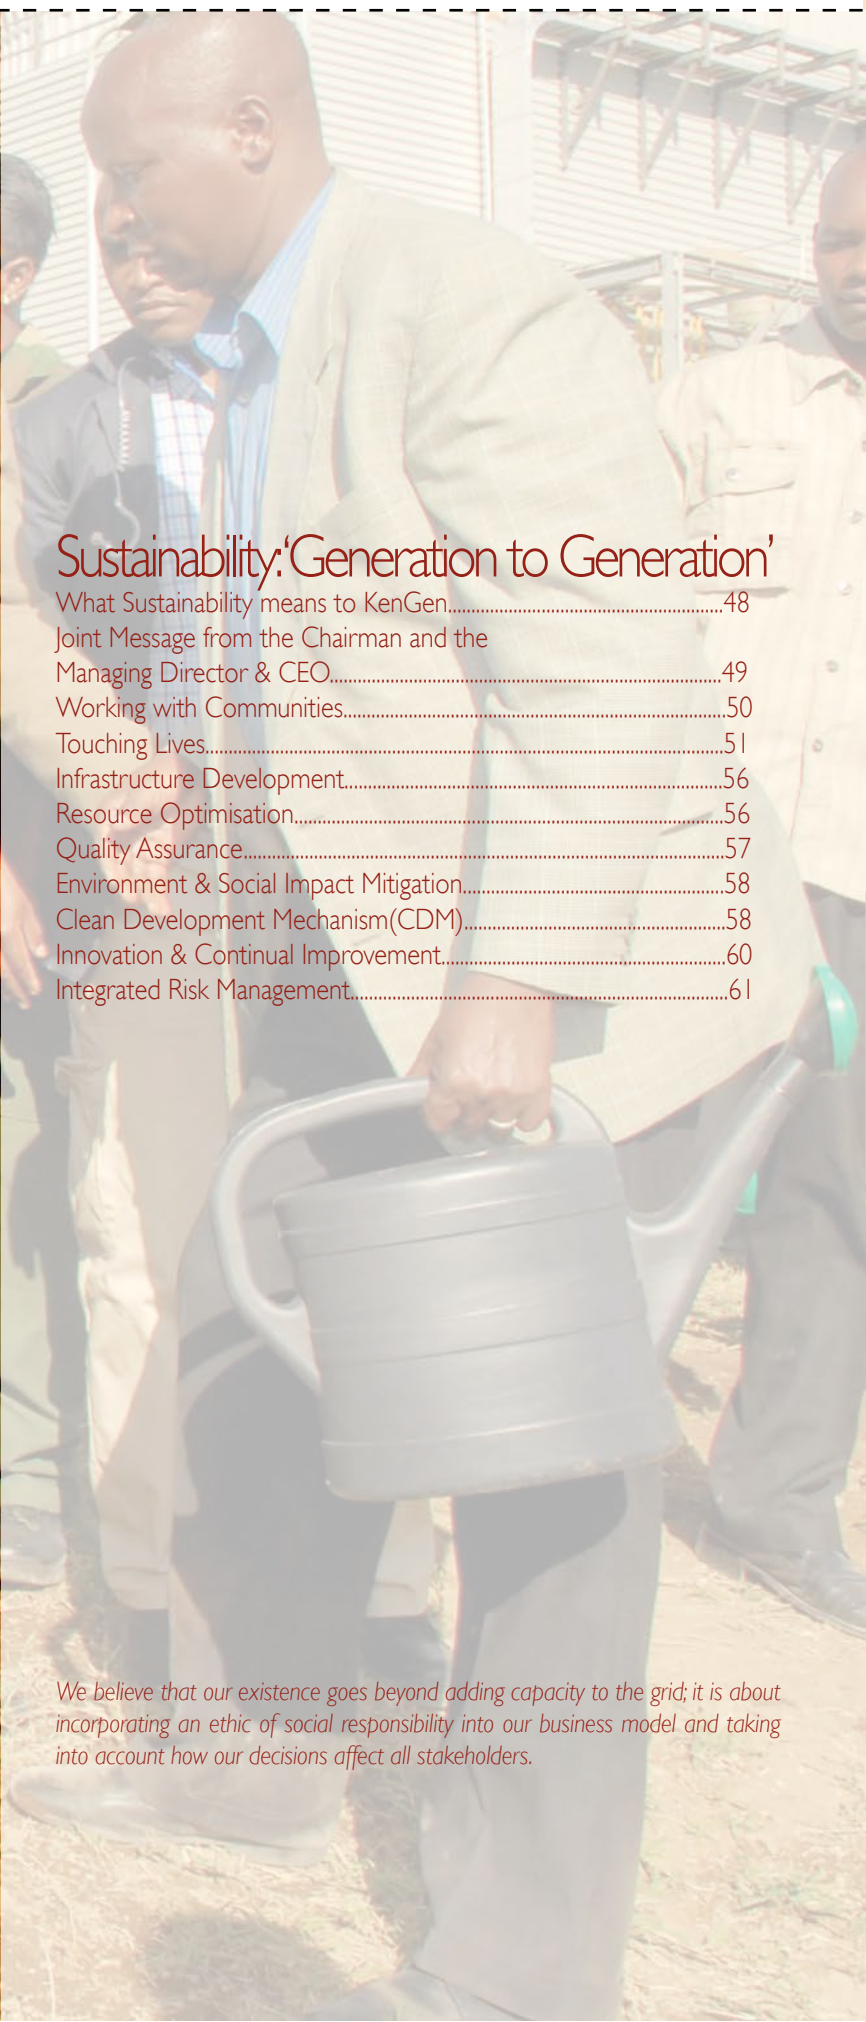 Sustainability:‘Generation to Generation’
What Sustainability means to KenGen...........................................................48
Joint Message from the Chairman and the
Managing Director & CEO....................................................................................49
Working with Communities..................................................................................50
Touching Lives...............................................................................................................51
Infrastructure Development.................................................................................56
Resource Optimisation............................................................................................56
Quality Assurance.......................................................................................................57
Environment & Social Impact Mitigation........................................................58
Clean Development Mechanism(CDM)........................................................58
Innovation & Continual Improvement.............................................................60
Integrated Risk Management.................................................................................61
We believe that our existence goes beyond adding capacity to the grid; it is about
incorporating an ethic of social responsibility into our business model and taking
into account how our decisions affect all stakeholders.